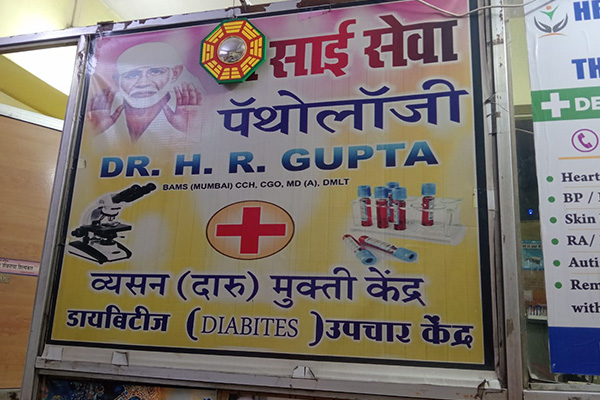 साई सेवा
पॅथोलॉजी
DR. H. R. GUPTA
BAMS (MUMBAI) CCH, CGO, MD (A). DMLT
व्यसन (दारु) मुक्ती केंद्र
डायबिटीज (DIABITES) उपचार केंद्र
HE
TH
DE
Heart
BP /
Skin
RA/
Auti
Rem
with